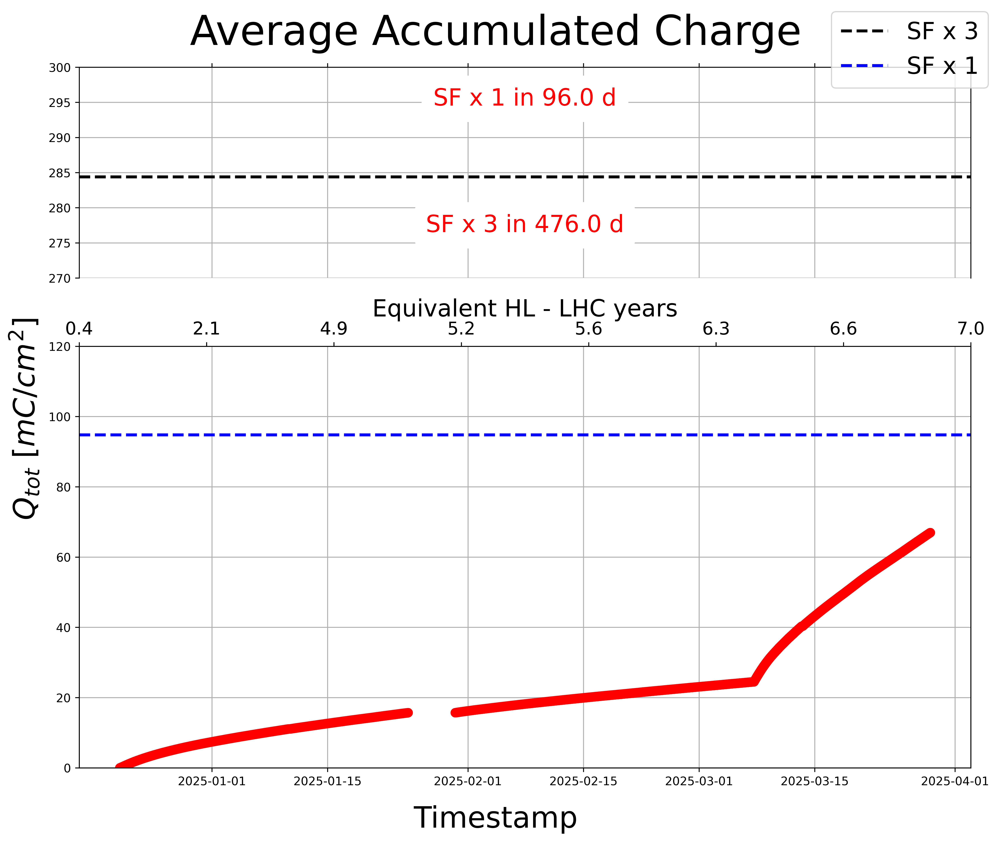 Average Accumulated Charge
SF x 3
SF x 1
300
295
290
285
280
275
270
SF x 1 in 96.0 d
SF x 3 in 476.0 d
Equivalent HL - LHC years
0.4 2.1 4.9 5.2 5.6 6.3 6.6 7.0
Q_{tot} [mC/cm^2]
120
100
80
60
40
20
0
2025-01-01 2025-01-15 2025-02-01 2025-02-15 2025-03-01 2025-03-15 2025-04-01
Timestamp